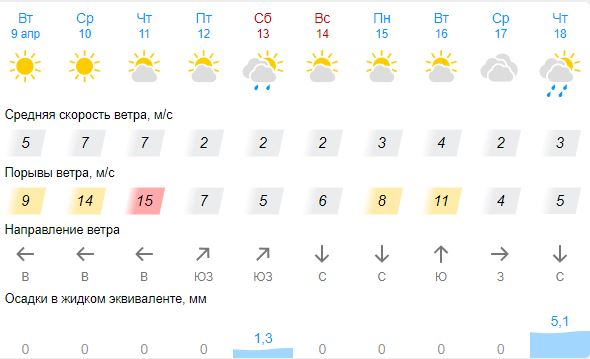 Вт Ср Чт Пт Сб Вс Пн Вт Ср Чт
9 апр 10 11 12 13 14 15 16 17 18
Средняя скорость ветра, м/с
5 7 7 2 2 2 3 4 2 3
Порывы ветра, м/с
9 14 15 7 5 6 8 11 4 5
Направление ветра
В В В ЮЗ ЮЗ С С Ю З С
Осадки в жидком эквиваленте, мм
0 0 0 0 1,3 0 0 0 0 5,1